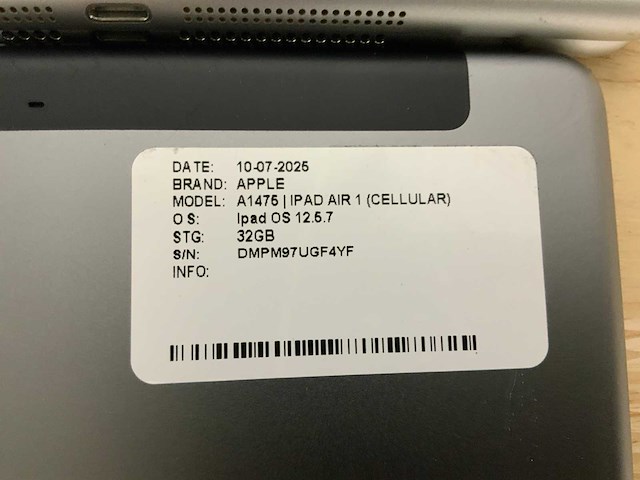 DATE: 10-07-2025
BRAND: APPLE
MODEL: A1475 | IPAD AIR 1 (CELLULAR)
O S: Ipad OS 12.5.7
STG: 32GB
S/N: DMPM97UGF4YF
INFO: